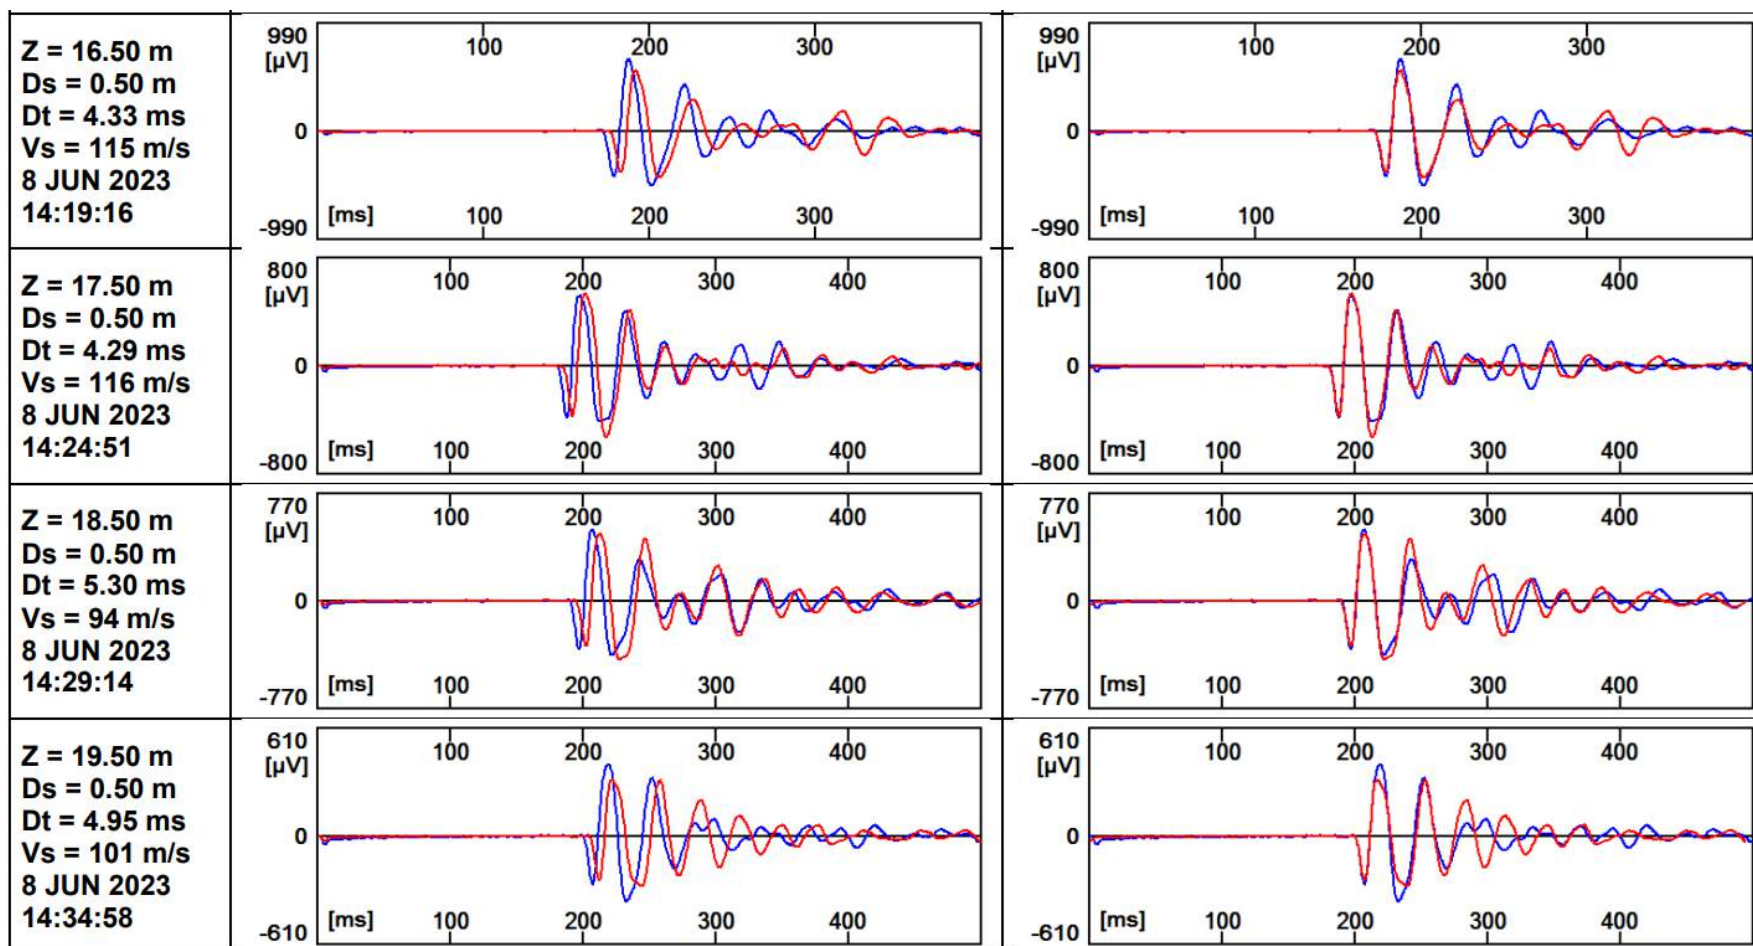 Z = 16.50 m
Ds = 0.50 m
Dt = 4.33 ms
Vs = 115 m/s
8 JUN 2023
14:19:16
990
[µV]
100
200
300
0
[ms]
100
200
300
-990
990
[µV]
100
200
300
0
[ms]
100
200
300
-990
Z = 17.50 m
Ds = 0.50 m
Dt = 4.29 ms
Vs = 116 m/s
8 JUN 2023
14:24:51
800
[µV]
100
200
300
400
0
[ms]
100
200
300
400
-800
800
[µV]
100
200
300
400
0
[ms]
100
200
300
400
-800
Z = 18.50 m
Ds = 0.50 m
Dt = 5.30 ms
Vs = 94 m/s
8 JUN 2023
14:29:14
770
[µV]
100
200
300
400
0
[ms]
100
200
300
400
-770
770
[µV]
100
200
300
400
0
[ms]
100
200
300
400
-770
Z = 19.50 m
Ds = 0.50 m
Dt = 4.95 ms
Vs = 101 m/s
8 JUN 2023
14:34:58
610
[µV]
100
200
300
400
0
[ms]
100
200
300
400
-610
610
[µV]
100
200
300
400
0
[ms]
100
200
300
400
-610